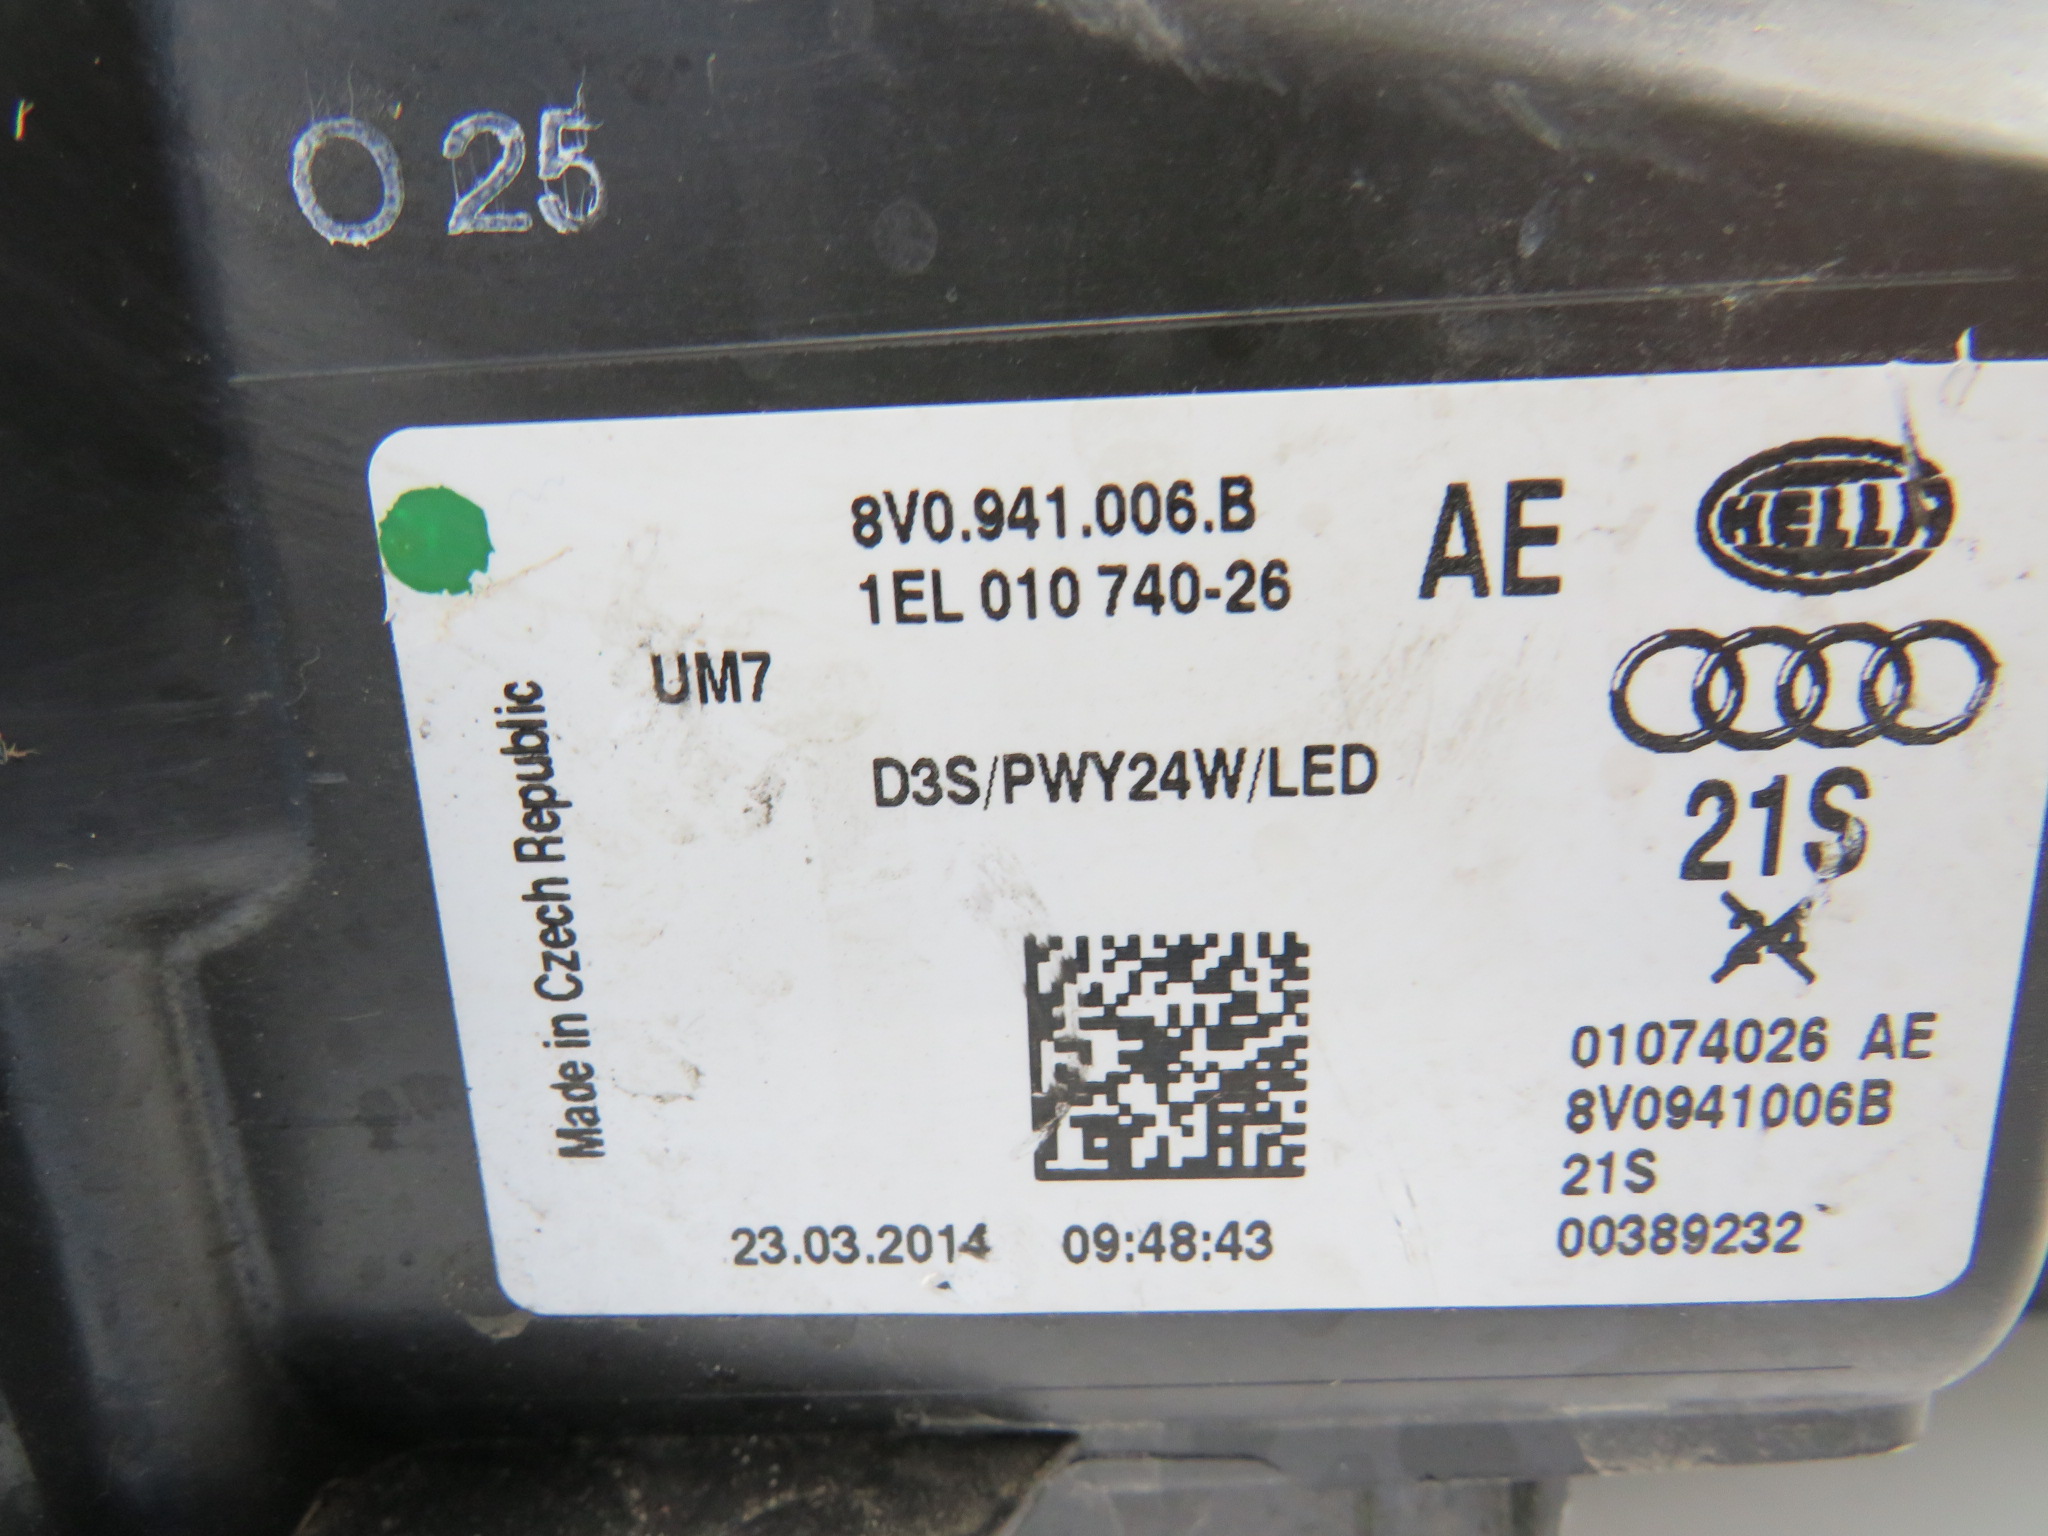 O 25
8V0.941.006.B
1EL 010 740-26
AE
HELLA
UM7
D3S/PWY24W/LED
21S
Made in Czech Republic
01074026 AE
8V0941006B
21S
00389232
23.03.2014 09:48:43